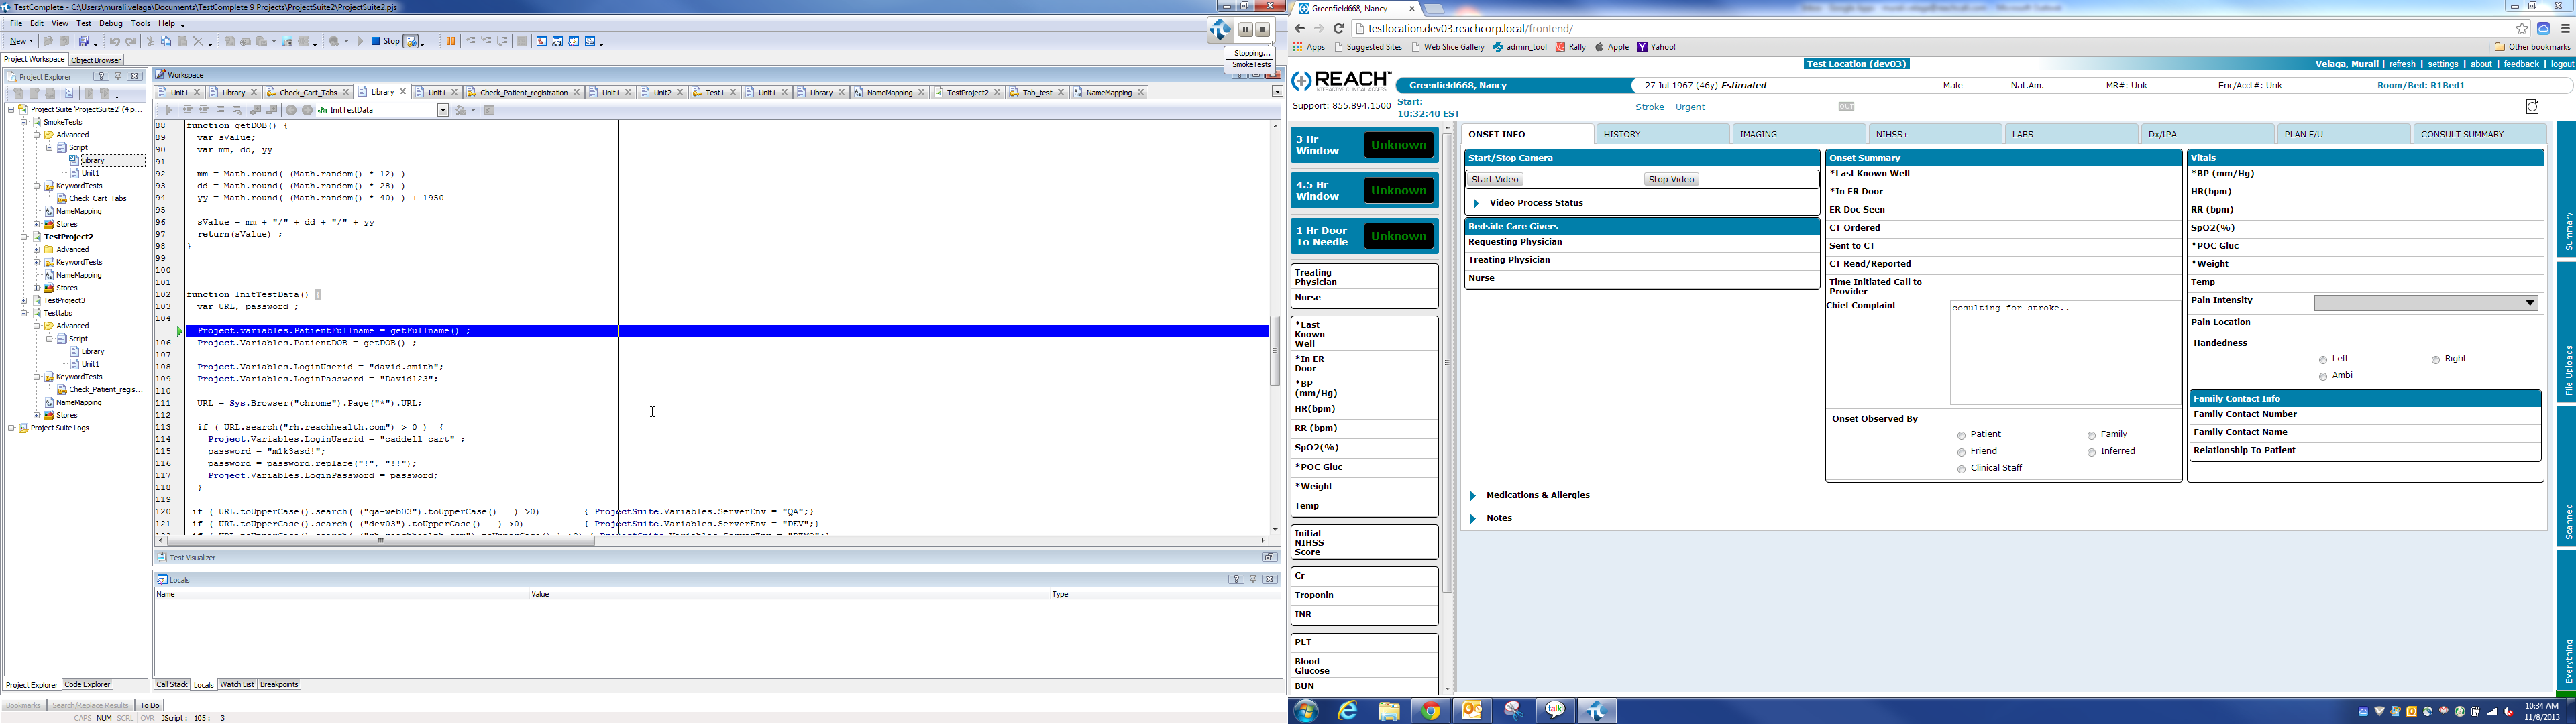 TestComplete - C:\Users\murali.velaga\Documents\TestComplete 9 Projects\ProjectSuite2\ProjectSuite2.pjs
File Edit View Test Debug Tools Help
New Stop
Stopping...
SmokeTests
Project Workspace Object Browser
Project Explorer
Project Suite 'ProjectSuite2' (4 p...
SmokeTests
Advanced
Script
Library
Unit1
KeywordTests
Check_Cart_Tabs
NameMapping
Stores
TestProject2
Advanced
KeywordTests
NameMapping
Stores
TestProject3
Testtabs
Advanced
Script
Library
Unit1
KeywordTests
Check_Patient_regis...
NameMapping
Stores
Project Suite Logs
Project Explorer Code Explorer
Workspace
Unit1 Library Check_Cart_Tabs Library Unit1 Check_Patient_registration Unit1 Unit2 Test1 Unit1 Library NameMapping TestProject2 Tab_test NameMapping
InitTestData
88 function getDOB() {
89 var sValue;
90 var mm, dd, yy
91
92 mm = Math.round( (Math.random() * 12) )
93 dd = Math.round( (Math.random() * 28) )
94 yy = Math.round( (Math.random() * 40) ) + 1950
95
96 sValue = mm + "/" + dd + "/" + yy
97 return(sValue) ;
98 }
99
100
101
102 function InitTestData() {
103 var URL, password ;
104
Project.variables.PatientFullname = getFullname() ;
106 Project.Variables.PatientDOB = getDOB() ;
107
108 Project.Variables.LoginUserid = "david.smith";
109 Project.Variables.LoginPassword = "David123";
110
111 URL = Sys.Browser("chrome").Page("*").URL;
112
113 if ( URL.search("rh.reachhealth.com") > 0 ) {
114 Project.Variables.LoginUserid = "caddell_cart" ;
115 password = "m1k3asd!";
116 password = password.replace("!", "!!");
117 Project.Variables.LoginPassword = password;
118 }
119
120 if ( URL.toUpperCase().search( ("qa-web03").toUpperCase() ) >0) { ProjectSuite.Variables.ServerEnv = "QA";}
121 if ( URL.toUpperCase().search( ("dev03").toUpperCase() ) >0) { ProjectSuite.Variables.ServerEnv = "DEV";}
Test Visualizer
Locals
Name Value Type
Call Stack Locals Watch List Breakpoints
Bookmarks Search/Replace Results To Do
CAPS NUM SCRL OVR JScript : 105 : 3
Greenfield668, Nancy
testlocation.dev03.reachcorp.local/frontend/
Apps Suggested Sites Web Slice Gallery admin_tool Rally Apple Yahoo! Other bookmarks
Test Location (dev03)
Velaga, Murali | refresh | settings | about | feedback | logout
REACH
Greenfield668, Nancy 27 Jul 1967 (46y) Estimated Male Nat.Am. MR#: Unk Enc/Acct#: Unk Room/Bed: R1Bed1
Support: 855.894.1500 Start:
10:32:40 EST
Stroke - Urgent OUT
3 Hr
Window
Unknown
4.5 Hr
Window
Unknown
1 Hr Door
To Needle
Unknown
Treating
Physician
Nurse
*Last
Known
Well
*In ER
Door
*BP
(mm/Hg)
HR(bpm)
RR (bpm)
SpO2(%)
*POC Gluc
*Weight
Temp
Initial
NIHSS
Score
Cr
Troponin
INR
PLT
Blood
Glucose
BUN
ONSET INFO HISTORY IMAGING NIHSS+ LABS Dx/tPA PLAN F/U CONSULT SUMMARY
Start/Stop Camera
Start Video Stop Video
Video Process Status
Bedside Care Givers
Requesting Physician
Treating Physician
Nurse
Medications & Allergies
Notes
Onset Summary
*Last Known Well
*In ER Door
ER Doc Seen
CT Ordered
Sent to CT
CT Read/Reported
Time Initiated Call to
Provider
Chief Complaint
cosulting for stroke..
Onset Observed By
Patient Family
Friend Inferred
Clinical Staff
Vitals
*BP (mm/Hg)
HR(bpm)
RR (bpm)
SpO2(%)
*POC Gluc
*Weight
Temp
Pain Intensity
Pain Location
Handedness
Left Right
Ambi
Family Contact Info
Family Contact Number
Family Contact Name
Relationship To Patient
Summary
File Uploads
Scanned
Everything
talk
10:34 AM
11/8/2013